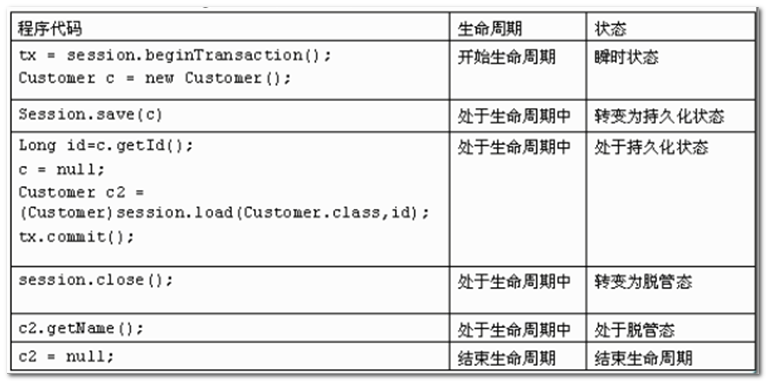 程序代码 生命周期 状态
tx = session.beginTransaction(); 开始生命周期 瞬时状态
Customer c = new Customer();
Session.save(c) 处于生命周期中 转变为持久化状态
Long id=c.getId(); 处于生命周期中 处于持久化状态
c = null;
Customer c2 =
(Customer)session.load(Customer.class,id);
tx.commit();
session.close(); 处于生命周期中 转变为脱管态
c2.getName(); 处于生命周期中 处于脱管态
c2 = null; 结束生命周期 结束生命周期